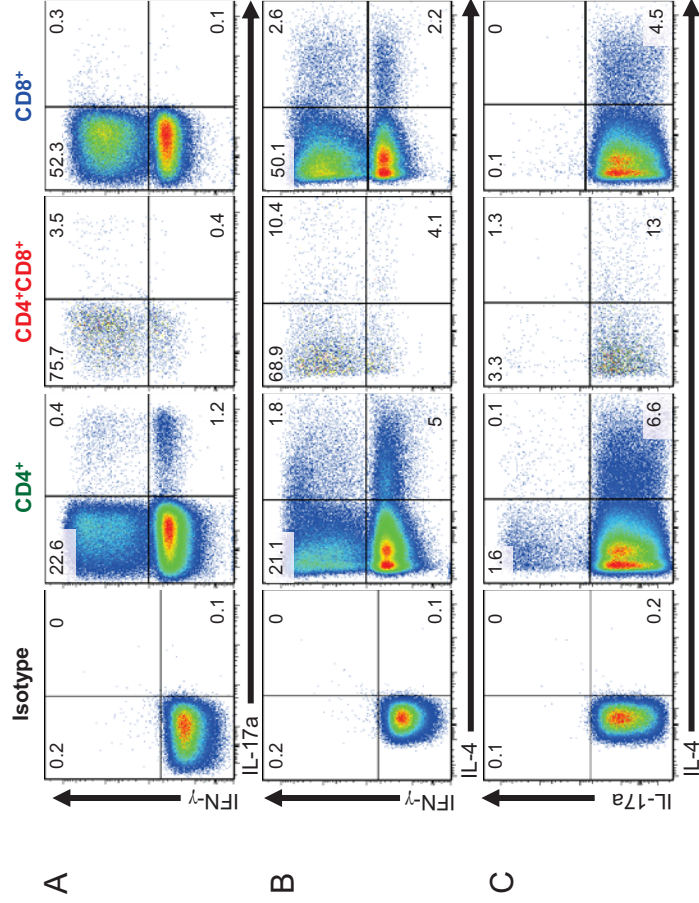 Isotype CD4⁺ CD4⁺CD8⁺ CD8⁺
A
0.2 0 22.6 0.4 75.7 3.5 52.3 0.3
0.1 1.2 0.4 0.1
IFN-γ
IL-17a
B
0.2 0 21.1 1.8 68.9 10.4 50.1 2.6
0.1 5 4.1 2.2
IFN-γ
IL-4
C
0.1 0 1.6 0.1 3.3 1.3 0.1 0
0.2 6.6 13 4.5
IL-17a
IL-4